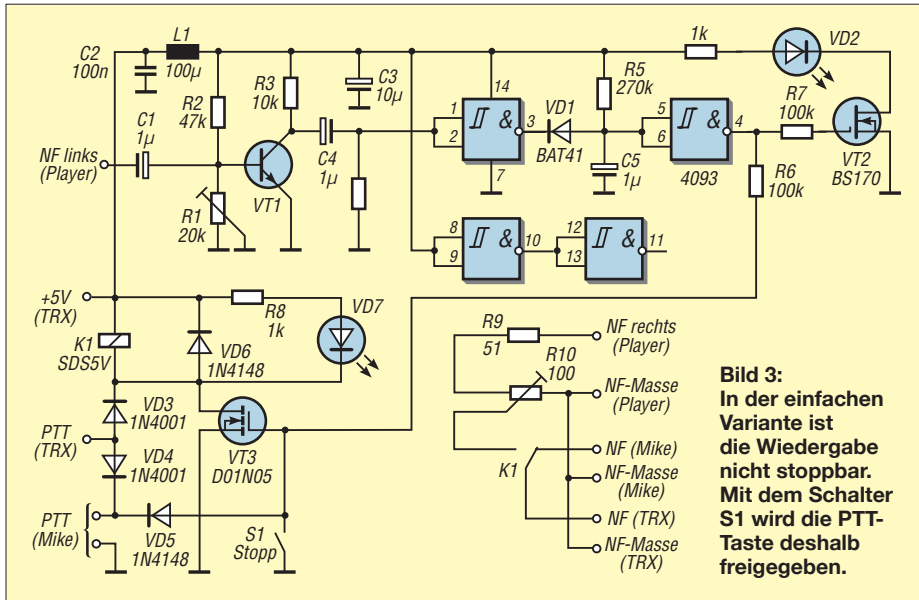 C2
100n
L1
100µ
R2
47k
R3
10k
C3
10µ
14
1k
VD2
R5
270k
C1
1µ
1
2
3
VD1
BAT41
5
6
4
R7
100k
NF links
(Player)
C4
1µ
7
C5
1µ
4093
VT2
BS170
R6
100k
R1
20k
VT1
8
9
10
12
13
11
&
&
&
&
+5V
(TRX)
R8
1k
VD7
K1
SDS5V
VD6
1N4148
R9
51
NF rechts
(Player)
R10
100
NF-Masse
(Player)
VD3
1N4001
PTT
(TRX)
VD4
1N4001
VT3
D01N05
K1
NF (Mike)
NF-Masse
(Mike)
NF (TRX)
NF-Masse
(TRX)
PTT
(Mike)
VD5
1N4148
S1
Stopp
Bild 3:
In der einfachen
Variante ist
die Wiedergabe
nicht stoppbar.
Mit dem Schalter
S1 wird die PTT-
Taste deshalb
freigegeben.